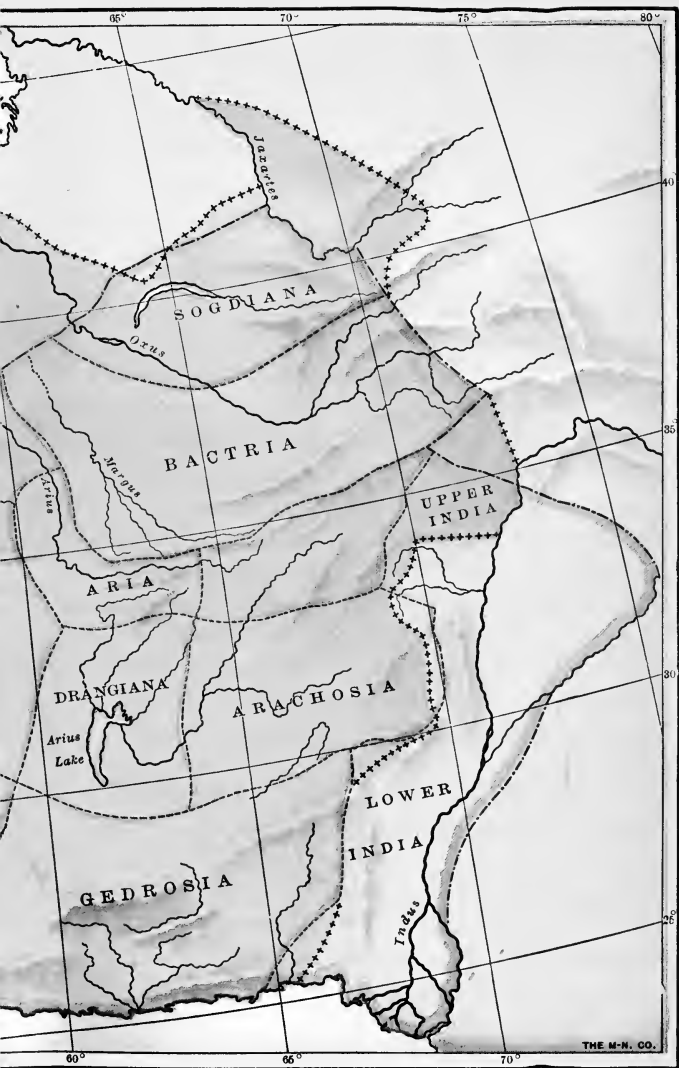 65°
70°
75°
80°
Jaxartes
40
SOGDIANA
Oxus
35
BACTRIA
Margus
Arius
UPPER
INDIA
ARIA
30
DRANGIANA
ARACHOSIA
Arius
Lake
LOWER
INDIA
GEDROSIA
25
Indus
THE M-N. CO.
60°
65°
70°